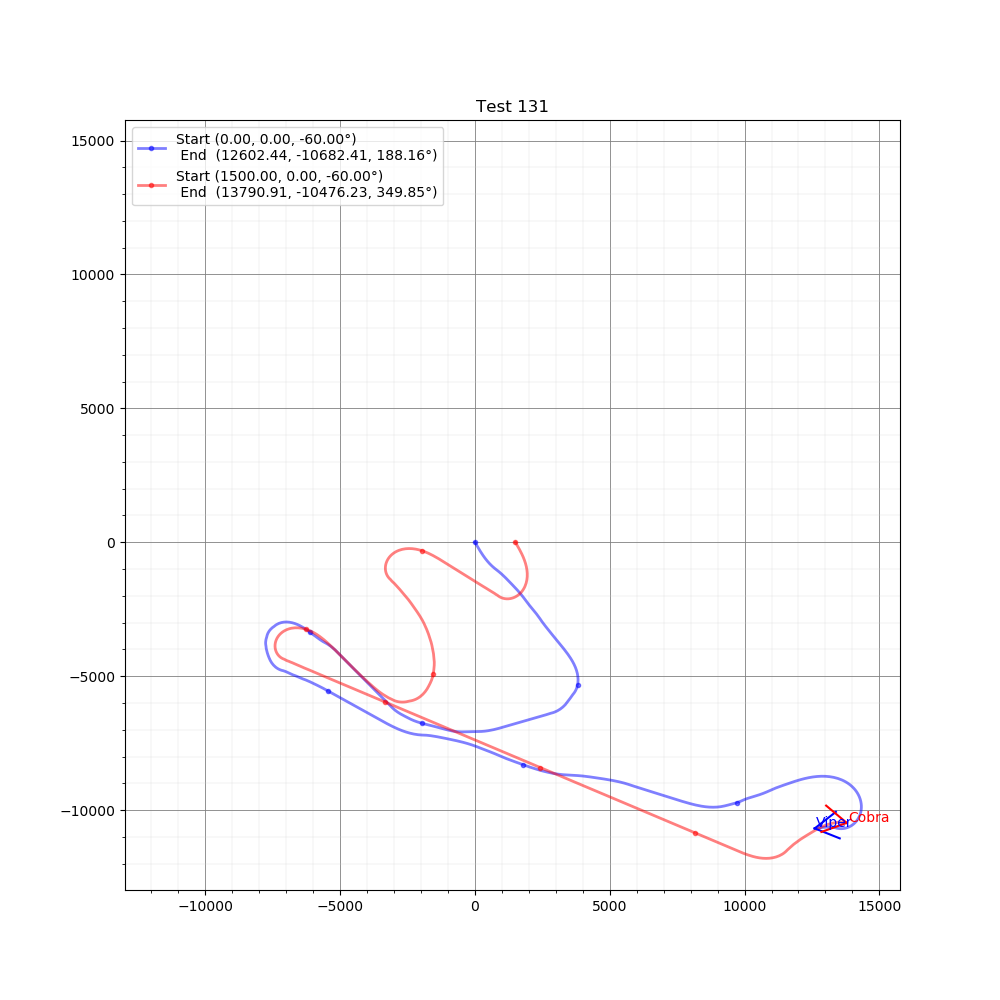 Test 131
Start (0.00, 0.00, -60.00°)
End  (12602.44, -10682.41, 188.16°)
Start (1500.00, 0.00, -60.00°)
End  (13790.91, -10476.23, 349.85°)
15000
10000
5000
0
−5000
−10000
Viper
Cobra
−10000
−5000
0
5000
10000
15000